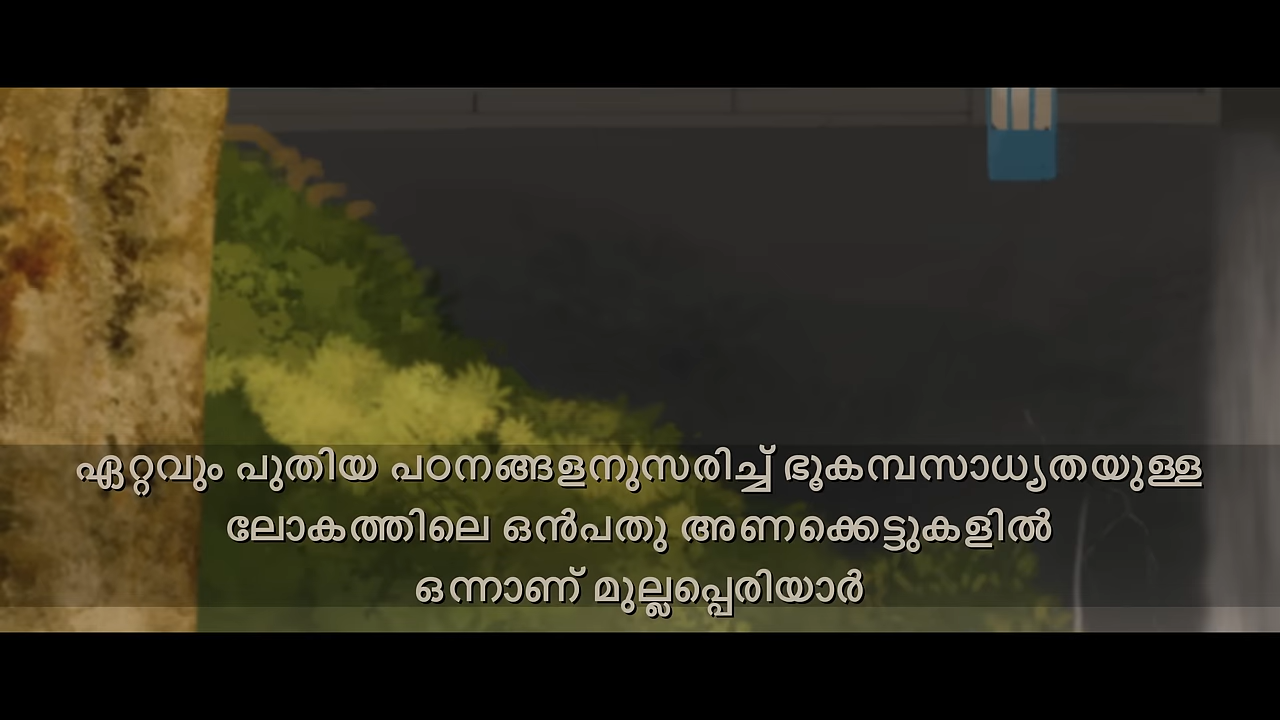 ഏറ്റവും പുതിയ പഠനങ്ങളനുസരിച്ച് ഭൂകമ്പസാധ്യതയുള്ള
ലോകത്തിലെ ഒൻപതു അണക്കെട്ടുകളിൽ
ഒന്നാണ് മുല്ലപ്പെരിയാർ